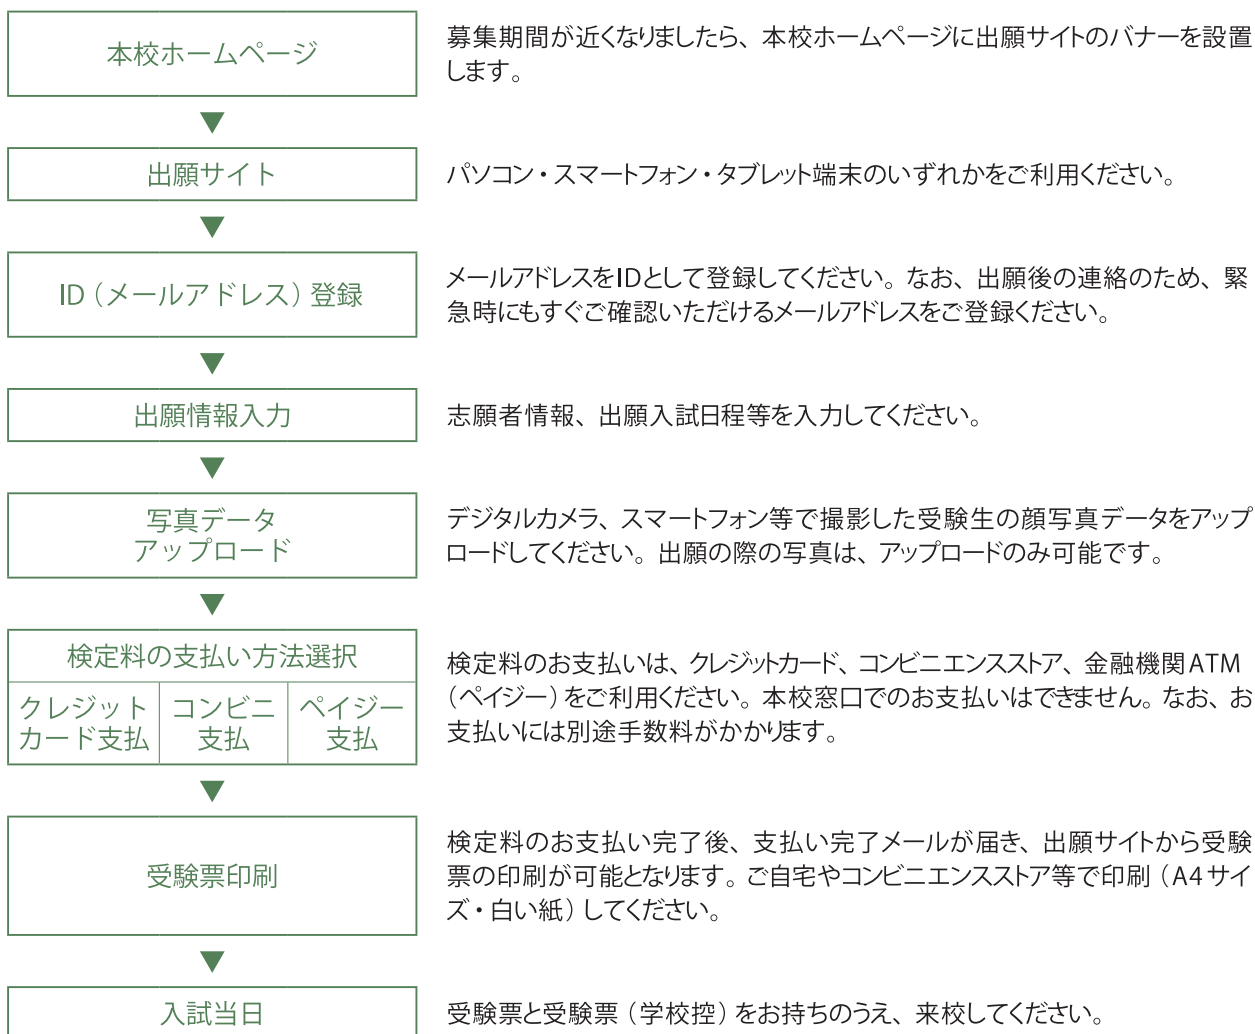 本校ホームページ
募集期間が近くなりましたら、本校ホームページに出願サイトのバナーを設置
します。
▼
出願サイト
パソコン・スマートフォン・タブレット端末のいずれかをご利用ください。
▼
ID（メールアドレス）登録
メールアドレスをIDとして登録してください。なお、出願後の連絡のため、緊
急時にもすぐご確認いただけるメールアドレスをご登録ください。
▼
出願情報入力
志願者情報、出願入試日程等を入力してください。
▼
写真データ
アップロード
デジタルカメラ、スマートフォン等で撮影した受験生の顔写真データをアップ
ロードしてください。出願の際の写真は、アップロードのみ可能です。
▼
検定料の支払い方法選択
クレジット
カード支払
コンビニ
支払
ペイジー
支払
検定料のお支払いは、クレジットカード、コンビニエンスストア、金融機関ATM
（ペイジー）をご利用ください。本校窓口でのお支払いはできません。なお、お
支払いには別途手数料がかかります。
▼
受験票印刷
検定料のお支払い完了後、支払い完了メールが届き、出願サイトから受験
票の印刷が可能となります。ご自宅やコンビニエンスストア等で印刷（A4サイ
ズ・白い紙）してください。
▼
入試当日
受験票と受験票（学校控）をお持ちのうえ、来校してください。